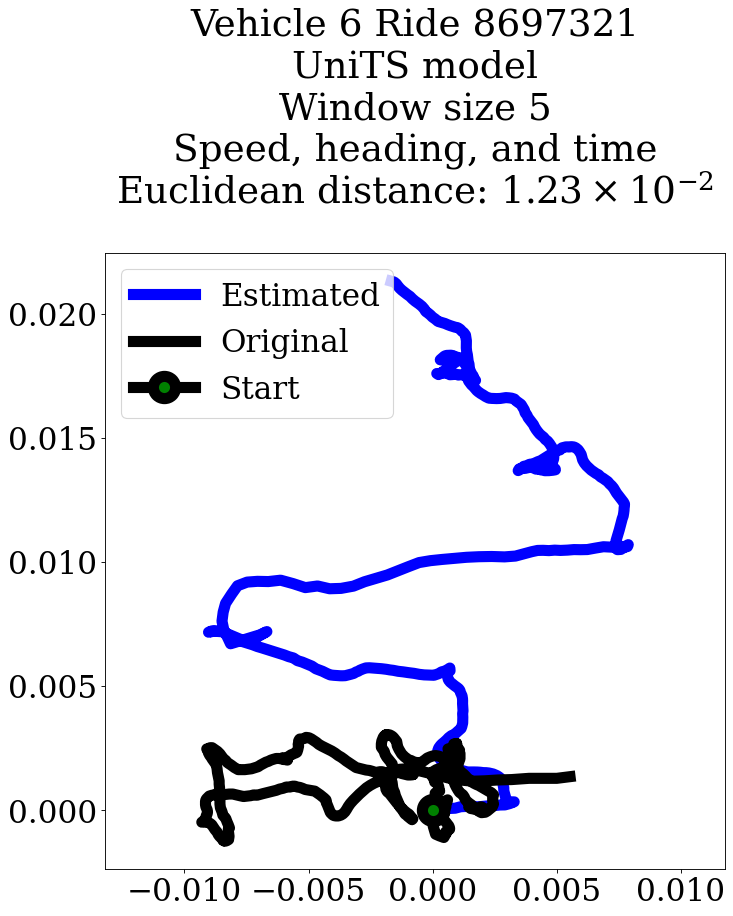 Vehicle 6 Ride 8697321
UniTS model
Window size 5
Speed, heading, and time
Euclidean distance: 1.23 × 10⁻²
Estimated
Original
Start
0.020
0.015
0.010
0.005
0.000
−0.010 −0.005 0.000 0.005 0.010